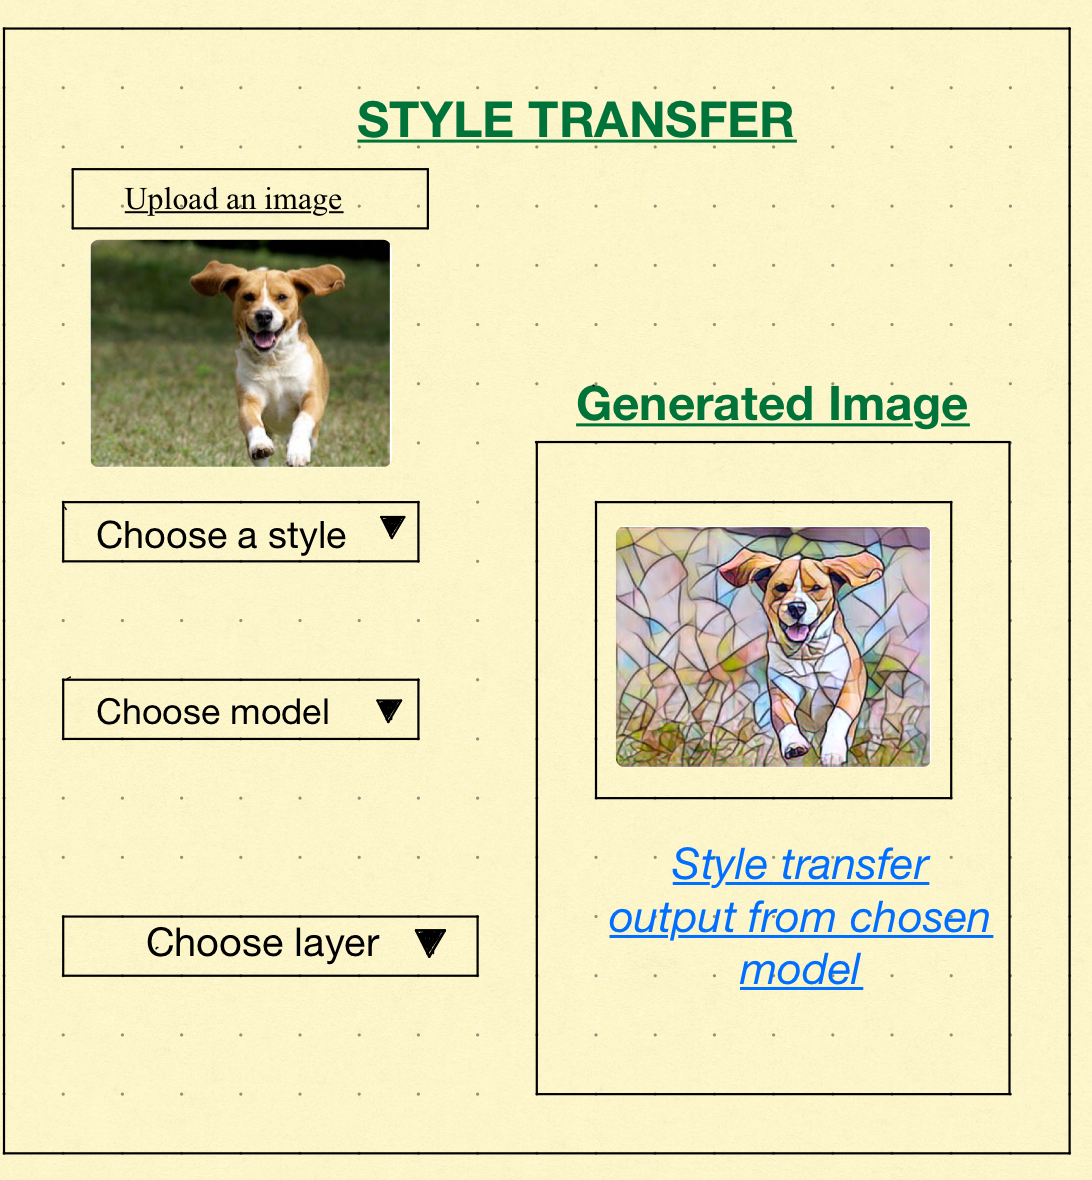 STYLE TRANSFER
Upload an image
Choose a style
Choose model
Choose layer
Generated Image
Style transfer
output from chosen
model